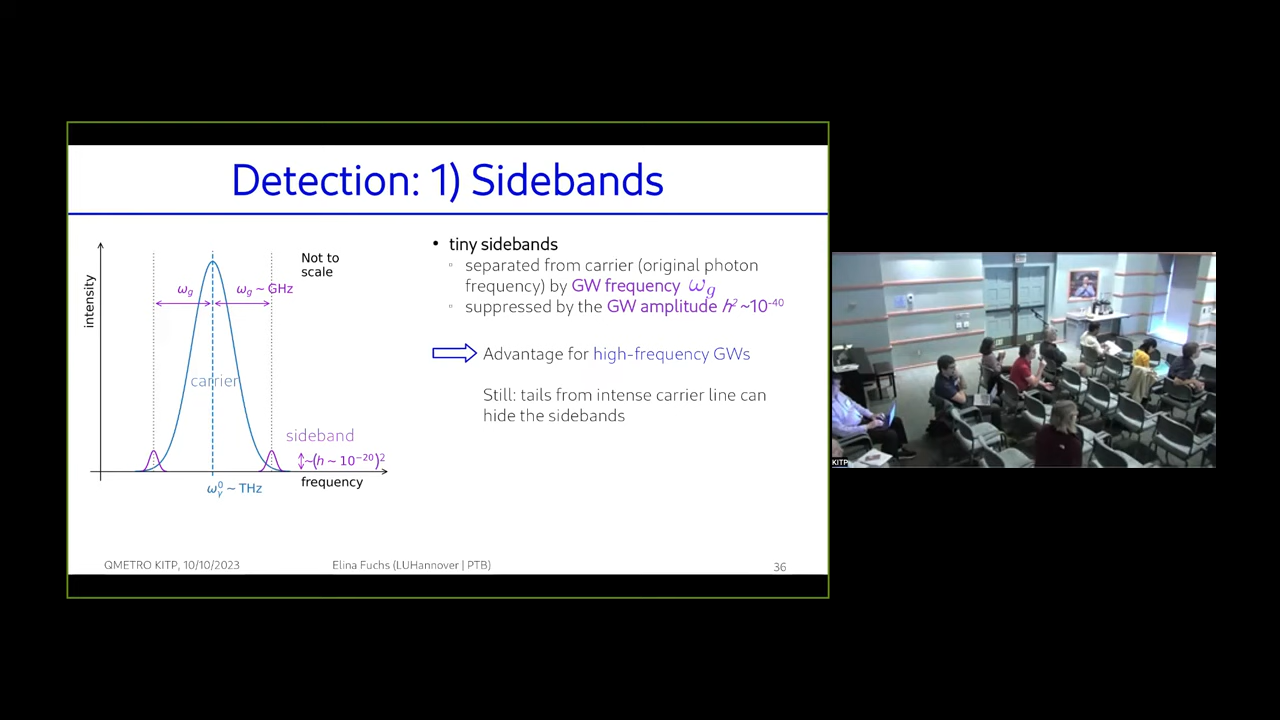 Detection: 1) Sidebands
intensity
Not to
scale
ω_g
ω_g ~ GHz
carrier
sideband
~(h ~ 10⁻²⁰)²
frequency
ω_γ⁰ ~ THz
• tiny sidebands
▫ separated from carrier (original photon
frequency) by GW frequency ω_g
▫ suppressed by the GW amplitude h² ~10⁻⁴⁰
Advantage for high-frequency GWs
Still: tails from intense carrier line can
hide the sidebands
QMETRO KITP, 10/10/2023
Elina Fuchs (LUHannover | PTB)
36
KITP